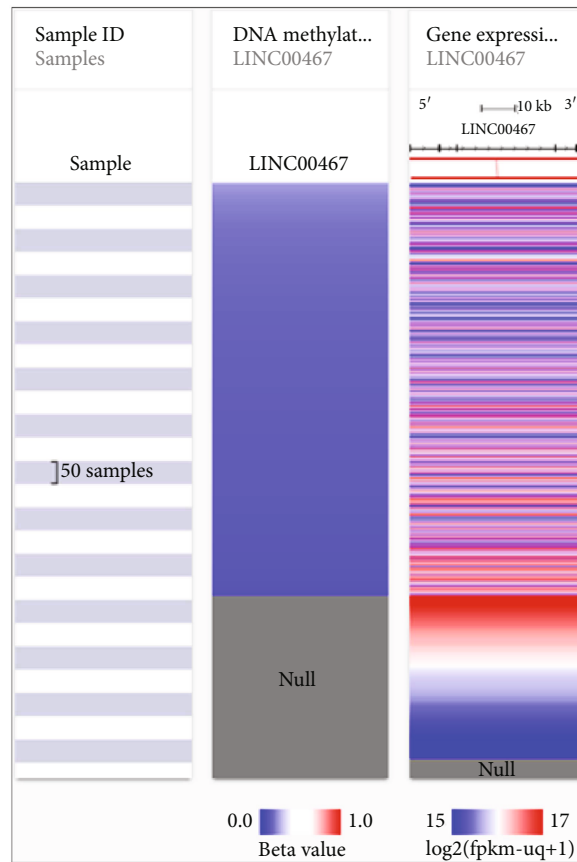 Sample ID
Samples
DNA methylat...
LINC00467
Gene expressi...
LINC00467
5′ 10 kb 3′
LINC00467
Sample
LINC00467
50 samples
Null
Null
0.0 1.0
Beta value
15 17
log2(fpkm-uq+1)